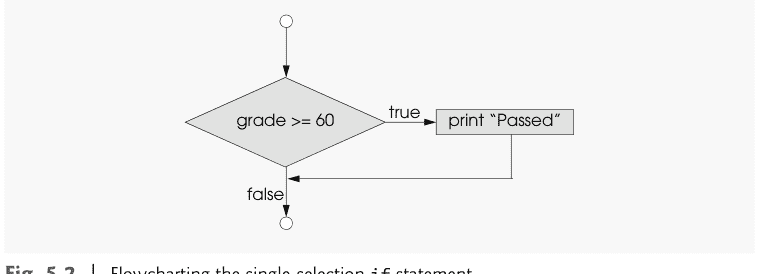 grade >= 60
true
print “Passed”
false
Fig. 5.2 | Flowcharting the single-selection if statement